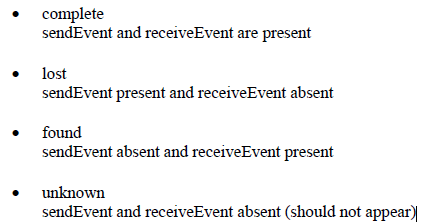 • complete
sendEvent and receiveEvent are present
• lost
sendEvent present and receiveEvent absent
• found
sendEvent absent and receiveEvent present
• unknown
sendEvent and receiveEvent absent (should not appear)